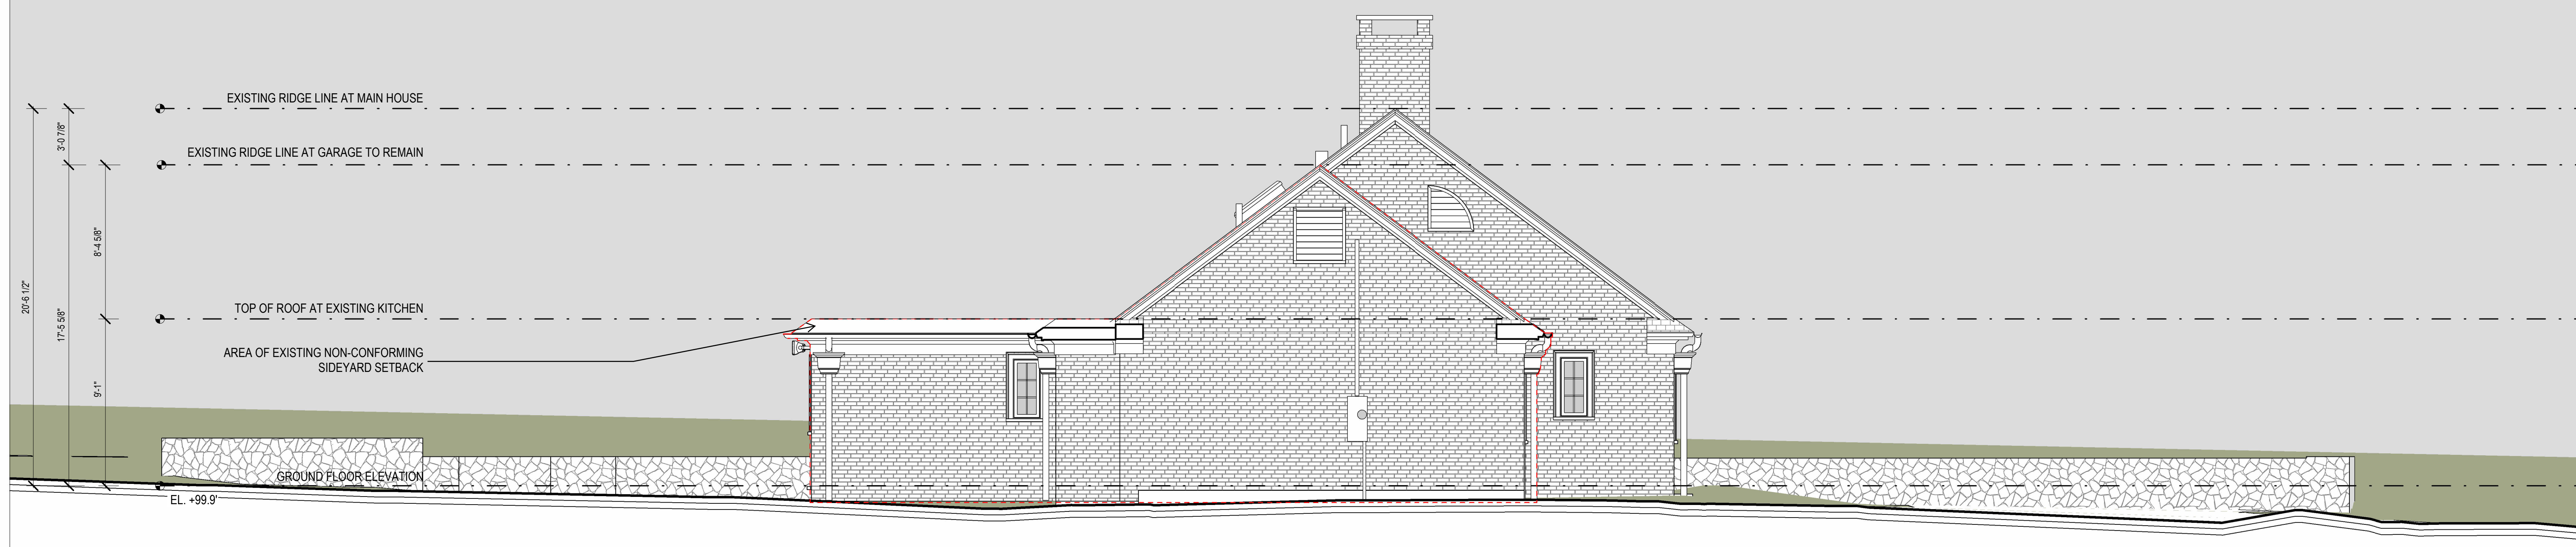 EXISTING RIDGE LINE AT MAIN HOUSE
3'-0 7/8"
EXISTING RIDGE LINE AT GARAGE TO REMAIN
8'-4 5/8"
20'-6 1/2"
17'-5 5/8"
TOP OF ROOF AT EXISTING KITCHEN
AREA OF EXISTING NON-CONFORMING
SIDEYARD SETBACK
9'-1"
GROUND FLOOR ELEVATION
EL. +99.9'